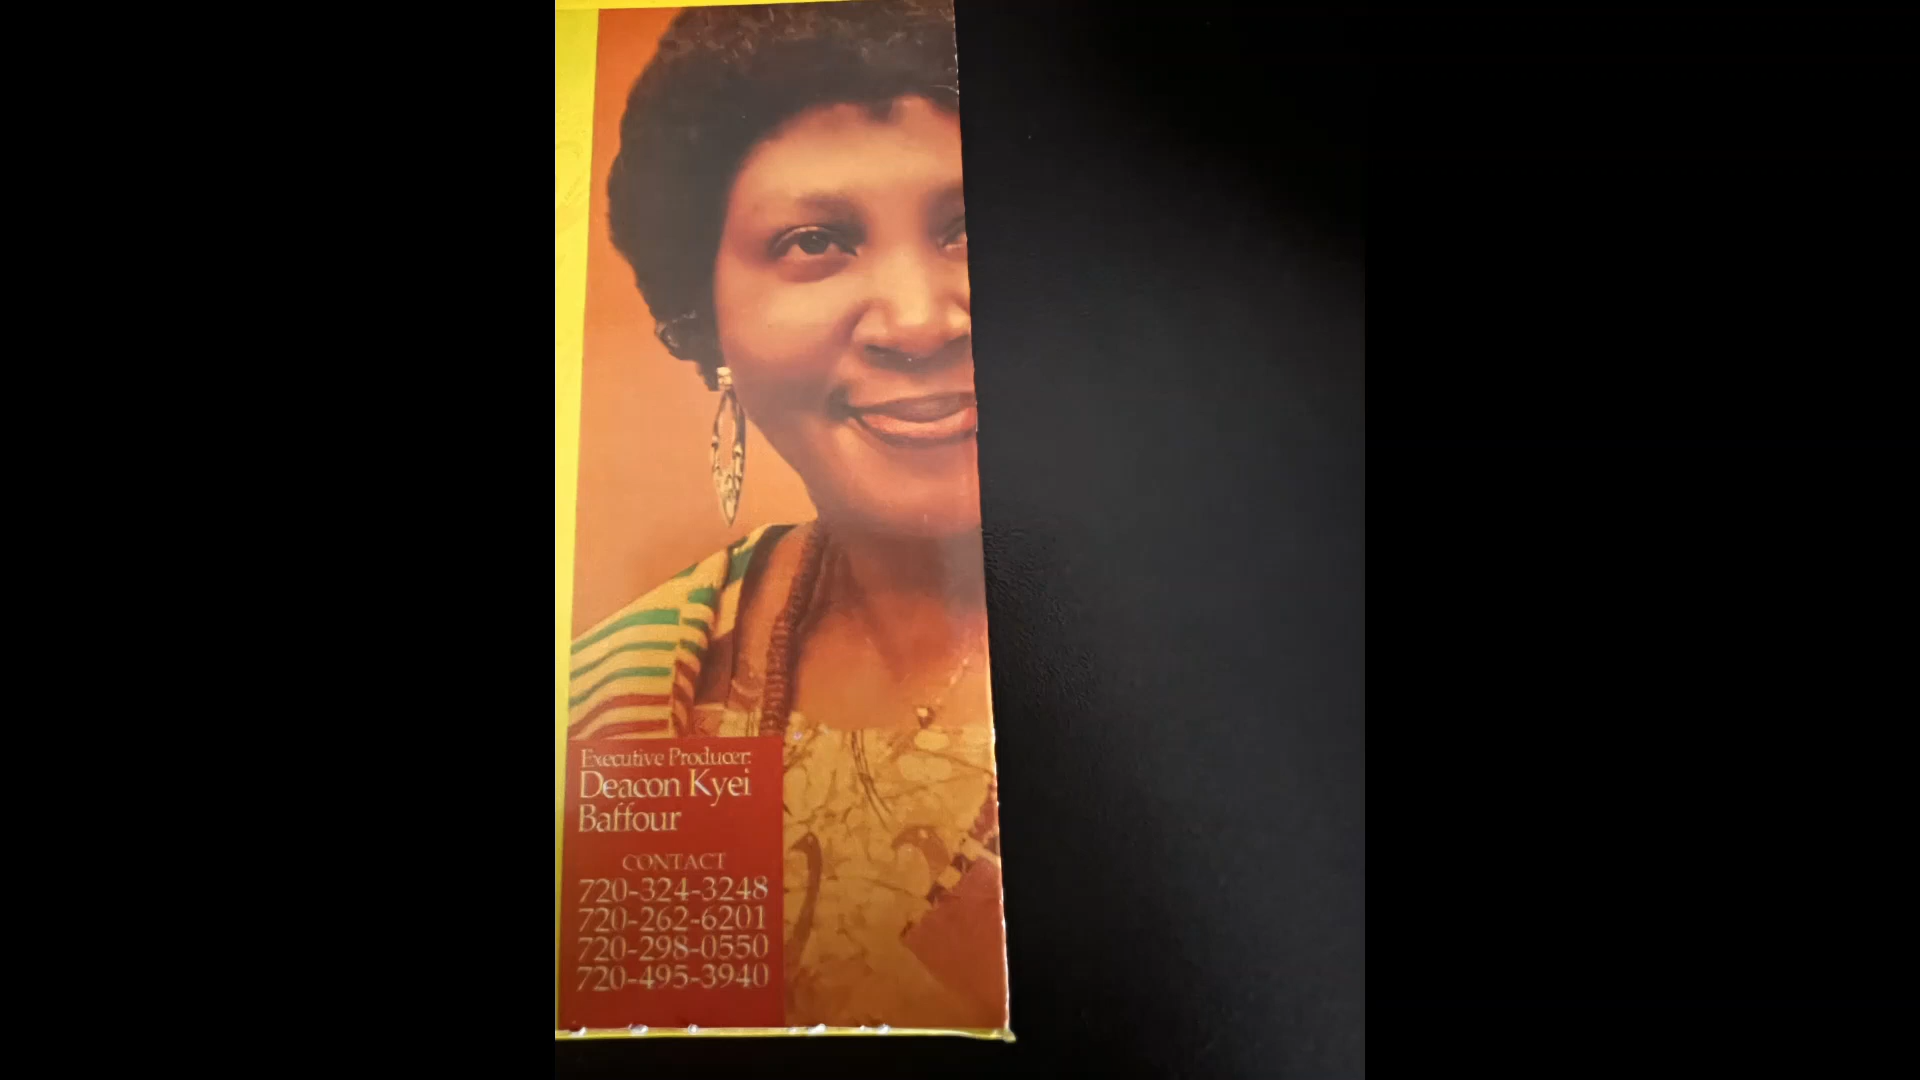 Executive Producer:
Deacon Kyei
Baffour
CONTACT
720-324-3248
720-262-6201
720-298-0550
720-495-3940